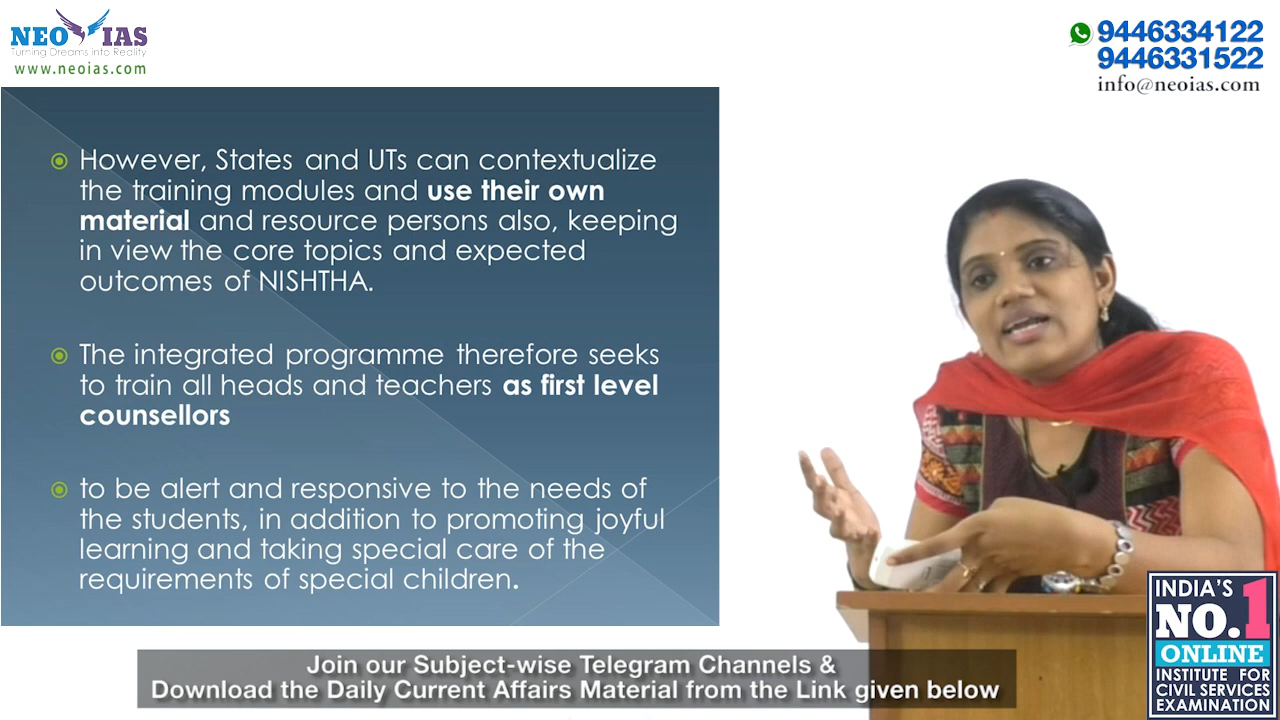 NEO IAS
Turning Dreams into Reality
www.neoias.com
9446334122
9446331522
info@neoias.com
However, States and UTs can contextualize
the training modules and use their own
material and resource persons also, keeping
in view the core topics and expected
outcomes of NISHTHA.
The integrated programme therefore seeks
to train all heads and teachers as first level
counsellors
to be alert and responsive to the needs of
the students, in addition to promoting joyful
learning and taking special care of the
requirements of special children.
INDIA'S
NO.1
ONLINE
INSTITUTE FOR
CIVIL SERVICES
EXAMINATION
Join our Subject-wise Telegram Channels &
Download the Daily Current Affairs Material from the Link given below